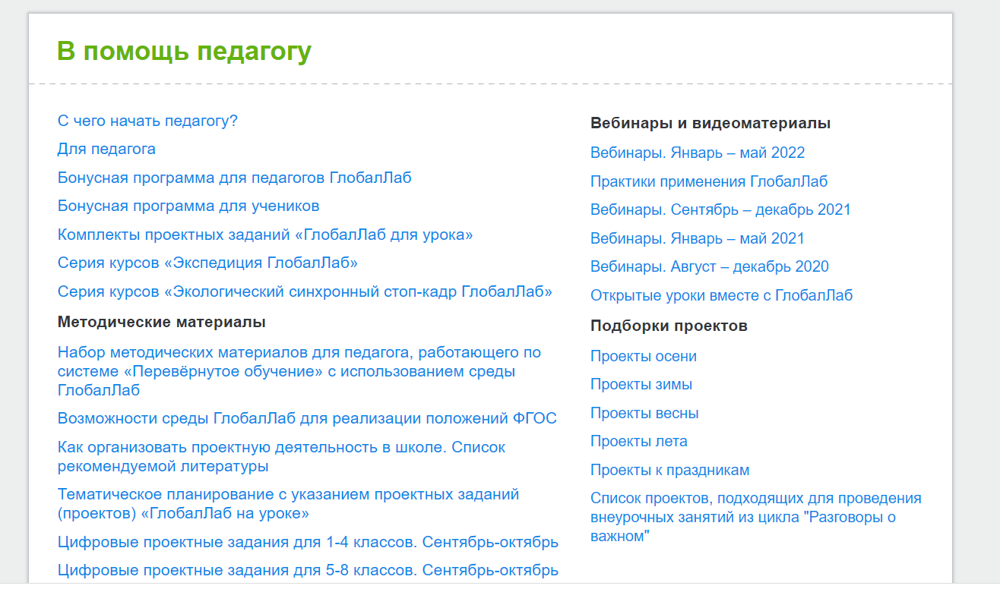 В помощь педагогу
С чего начать педагогу?
Для педагога
Бонусная программа для педагогов ГлобалЛаб
Бонусная программа для учеников
Комплекты проектных заданий «ГлобалЛаб для урока»
Серия курсов «Экспедиция ГлобалЛаб»
Серия курсов «Экологический синхронный стоп-кадр ГлобалЛаб»
Методические материалы
Набор методических материалов для педагога, работающего по
системе «Перевёрнутое обучение» с использованием среды
ГлобалЛаб
Возможности среды ГлобалЛаб для реализации положений ФГОС
Как организовать проектную деятельность в школе. Список
рекомендуемой литературы
Тематическое планирование с указанием проектных заданий
(проектов) «ГлобалЛаб на уроке»
Цифровые проектные задания для 1-4 классов. Сентябрь-октябрь
Цифровые проектные задания для 5-8 классов. Сентябрь-октябрь
Вебинары и видеоматериалы
Вебинары. Январь – май 2022
Практики применения ГлобалЛаб
Вебинары. Сентябрь – декабрь 2021
Вебинары. Январь – май 2021
Вебинары. Август – декабрь 2020
Открытые уроки вместе с ГлобалЛаб
Подборки проектов
Проекты осени
Проекты зимы
Проекты весны
Проекты лета
Проекты к праздникам
Список проектов, подходящих для проведения
внеурочных занятий из цикла "Разговоры о
важном"